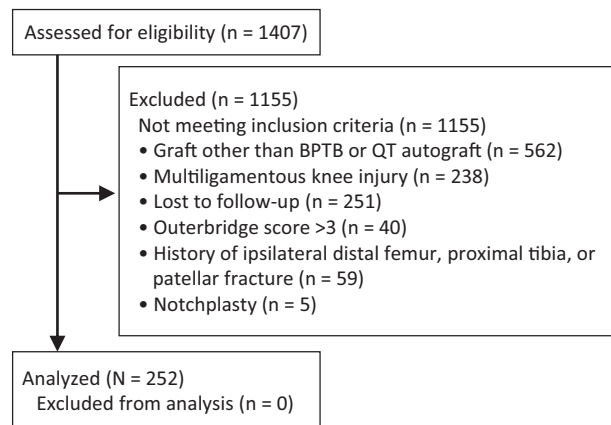 Assessed for eligibility (n = 1407)
Excluded (n = 1155)
Not meeting inclusion criteria (n = 1155)
• Graft other than BPTB or QT autograft (n = 562)
• Multiligamentous knee injury (n = 238)
• Lost to follow-up (n = 251)
• Outerbridge score >3 (n = 40)
• History of ipsilateral distal femur, proximal tibia, or
patellar fracture (n = 59)
• Notchplasty (n = 5)
Analyzed (N = 252)
Excluded from analysis (n = 0)